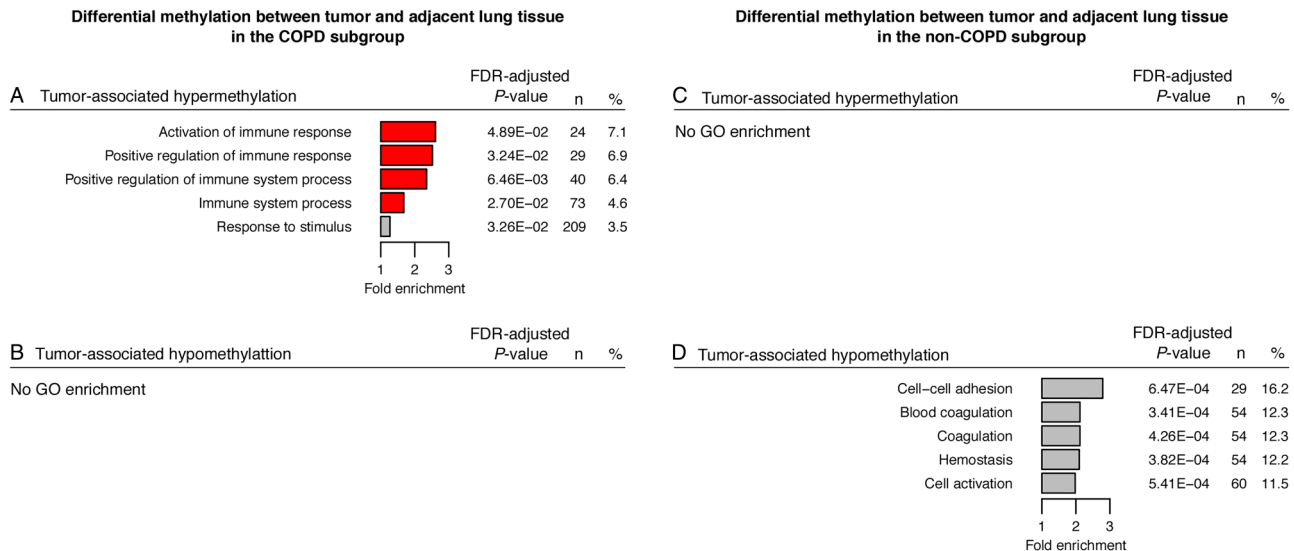 Differential methylation between tumor and adjacent lung tissue
in the COPD subgroup
FDR-adjusted
A Tumor-associated hypermethylation P-value n %
Activation of immune response 4.89E−02 24 7.1
Positive regulation of immune response 3.24E−02 29 6.9
Positive regulation of immune system process 6.46E−03 40 6.4
Immune system process 2.70E−02 73 4.6
Response to stimulus 3.26E−02 209 3.5
1 2 3
Fold enrichment
FDR-adjusted
B Tumor-associated hypomethylattion P-value n %
No GO enrichment
Differential methylation between tumor and adjacent lung tissue
in the non-COPD subgroup
FDR-adjusted
C Tumor-associated hypermethylation P-value n %
No GO enrichment
FDR-adjusted
D Tumor-associated hypomethylation P-value n %
Cell−cell adhesion 6.47E−04 29 16.2
Blood coagulation 3.41E−04 54 12.3
Coagulation 4.26E−04 54 12.3
Hemostasis 3.82E−04 54 12.2
Cell activation 5.41E−04 60 11.5
1 2 3
Fold enrichment